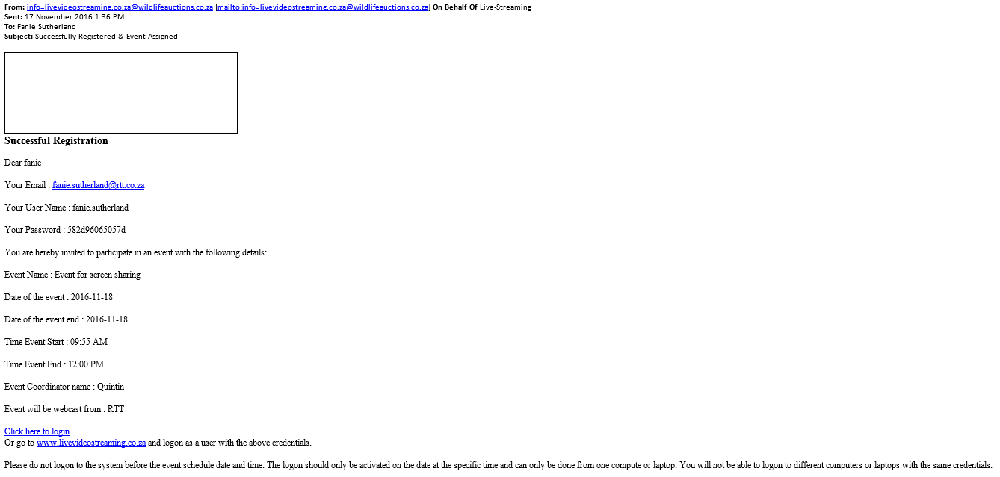 From: info=livevideostreaming.co.za@wildlifeauctions.co.za [mailto:info=livevideostreaming.co.za@wildlifeauctions.co.za] On Behalf Of Live-Streaming
Sent: 17 November 2016 1:36 PM
To: Fanie Sutherland
Subject: Successfully Registered & Event Assigned
Successful Registration
Dear fanie
Your Email : fanie.sutherland@rtt.co.za
Your User Name : fanie.sutherland
Your Password : 582d96065057d
You are hereby invited to participate in an event with the following details:
Event Name : Event for screen sharing
Date of the event : 2016-11-18
Date of the event end : 2016-11-18
Time Event Start : 09:55 AM
Time Event End : 12:00 PM
Event Coordinator name : Quintin
Event will be webcast from : RTT
Click here to login
Or go to www.livevideostreaming.co.za and logon as a user with the above credentials.
Please do not logon to the system before the event schedule date and time. The logon should only be activated on the date at the specific time and can only be done from one compute or laptop. You will not be able to logon to different computers or laptops with the same credentials.